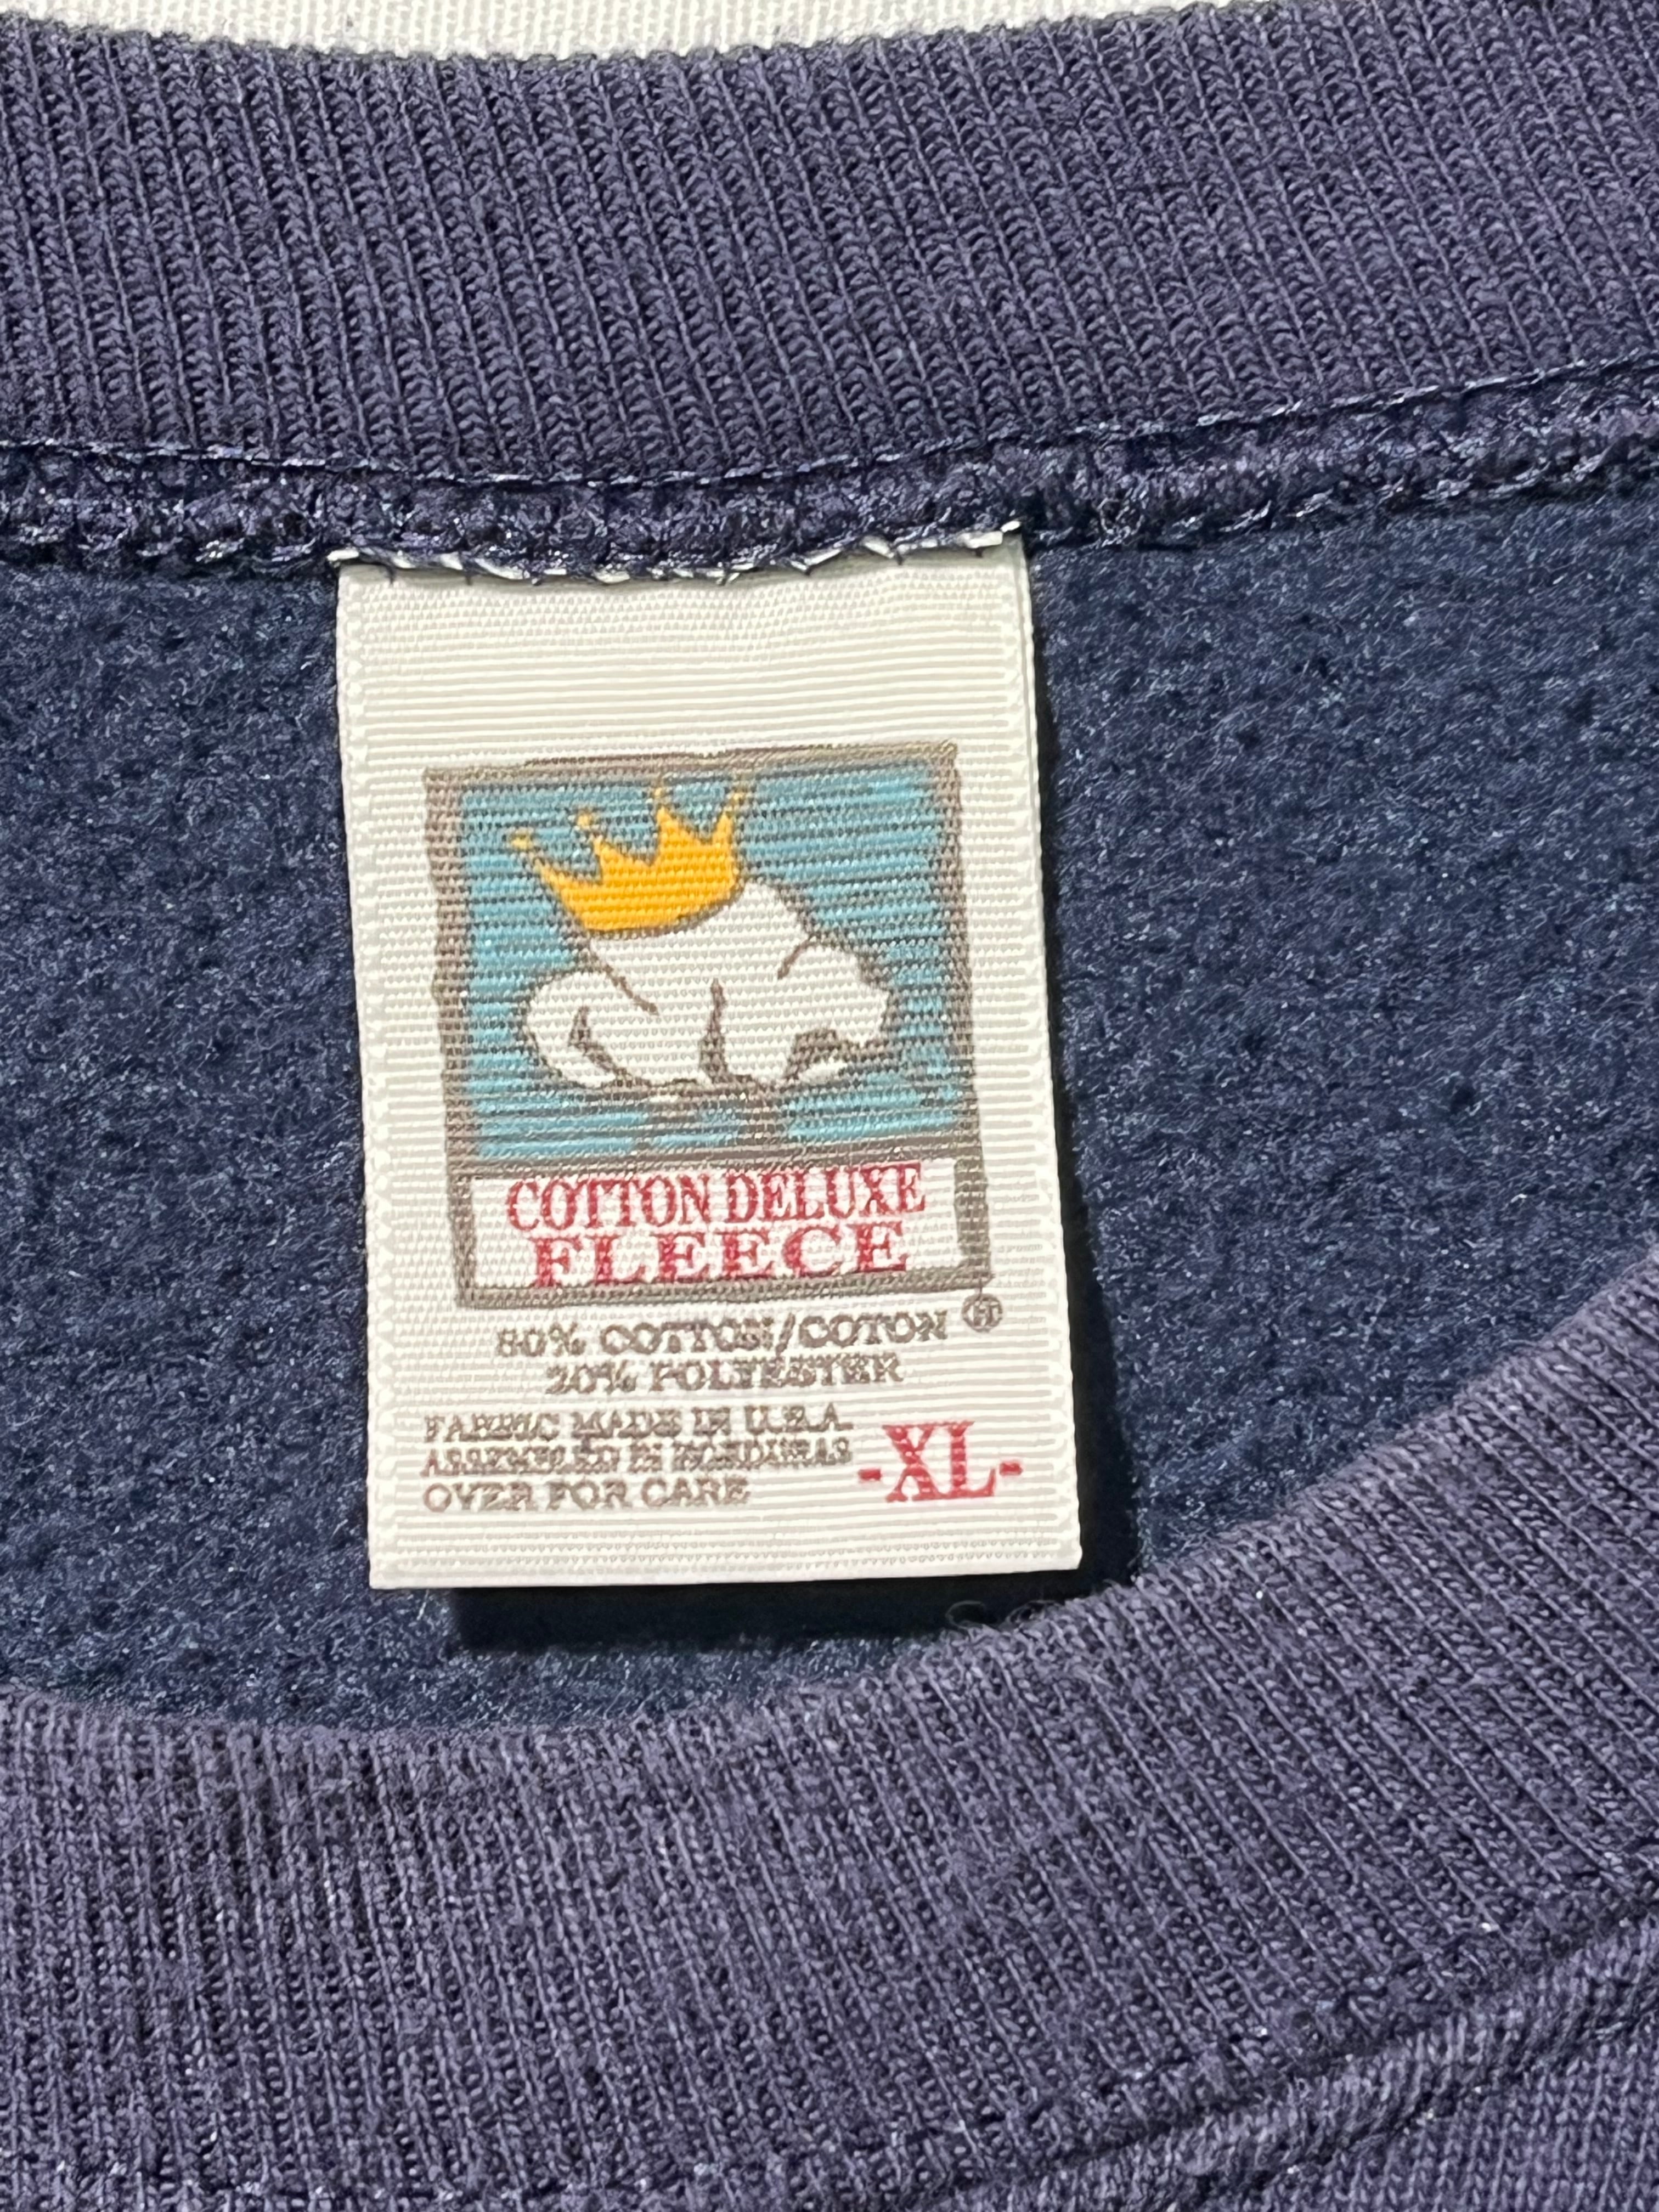 COTTON DELUXE
FLEECE
®
80% COTTON/COTON
20% POLYESTER
FABRIC MADE IN U.S.A.
ASSEMBLED IN HONDURAS
OVER FOR CARE
-XL-